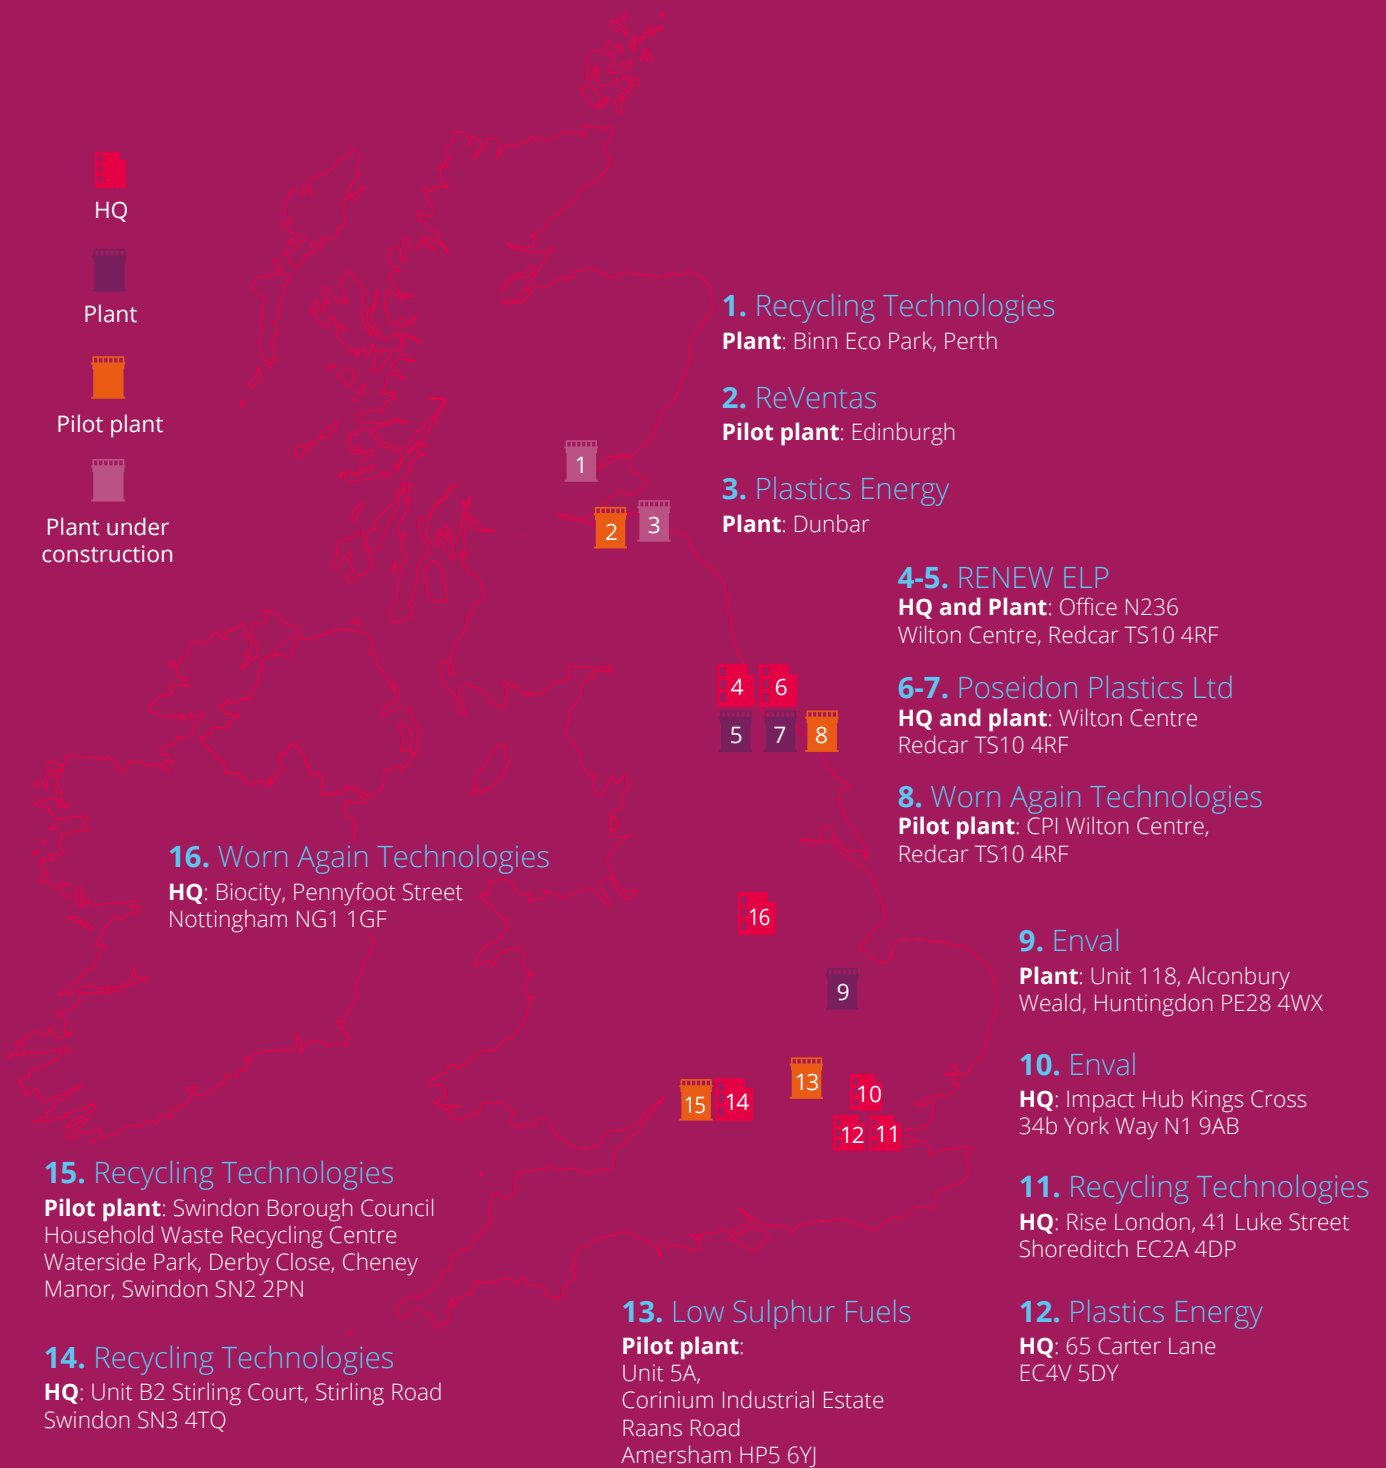 HQ
Plant
Pilot plant
Plant under
construction
1. Recycling Technologies
Plant: Binn Eco Park, Perth
2. ReVentas
Pilot plant: Edinburgh
3. Plastics Energy
Plant: Dunbar
4-5. RENEW ELP
HQ and Plant: Office N236
Wilton Centre, Redcar TS10 4RF
6-7. Poseidon Plastics Ltd
HQ and plant: Wilton Centre
Redcar TS10 4RF
8. Worn Again Technologies
Pilot plant: CPI Wilton Centre,
Redcar TS10 4RF
1
2
3
4
6
5
7
8
16
9
13
10
15
14
12
11
16. Worn Again Technologies
HQ: Biocity, Pennyfoot Street
Nottingham NG1 1GF
9. Enval
Plant: Unit 118, Alconbury
Weald, Huntingdon PE28 4WX
10. Enval
HQ: Impact Hub Kings Cross
34b York Way N1 9AB
11. Recycling Technologies
HQ: Rise London, 41 Luke Street
Shoreditch EC2A 4DP
12. Plastics Energy
HQ: 65 Carter Lane
EC4V 5DY
13. Low Sulphur Fuels
Pilot plant:
Unit 5A,
Corinium Industrial Estate
Raans Road
Amersham HP5 6YJ
15. Recycling Technologies
Pilot plant: Swindon Borough Council
Household Waste Recycling Centre
Waterside Park, Derby Close, Cheney
Manor, Swindon SN2 2PN
14. Recycling Technologies
HQ: Unit B2 Stirling Court, Stirling Road
Swindon SN3 4TQ